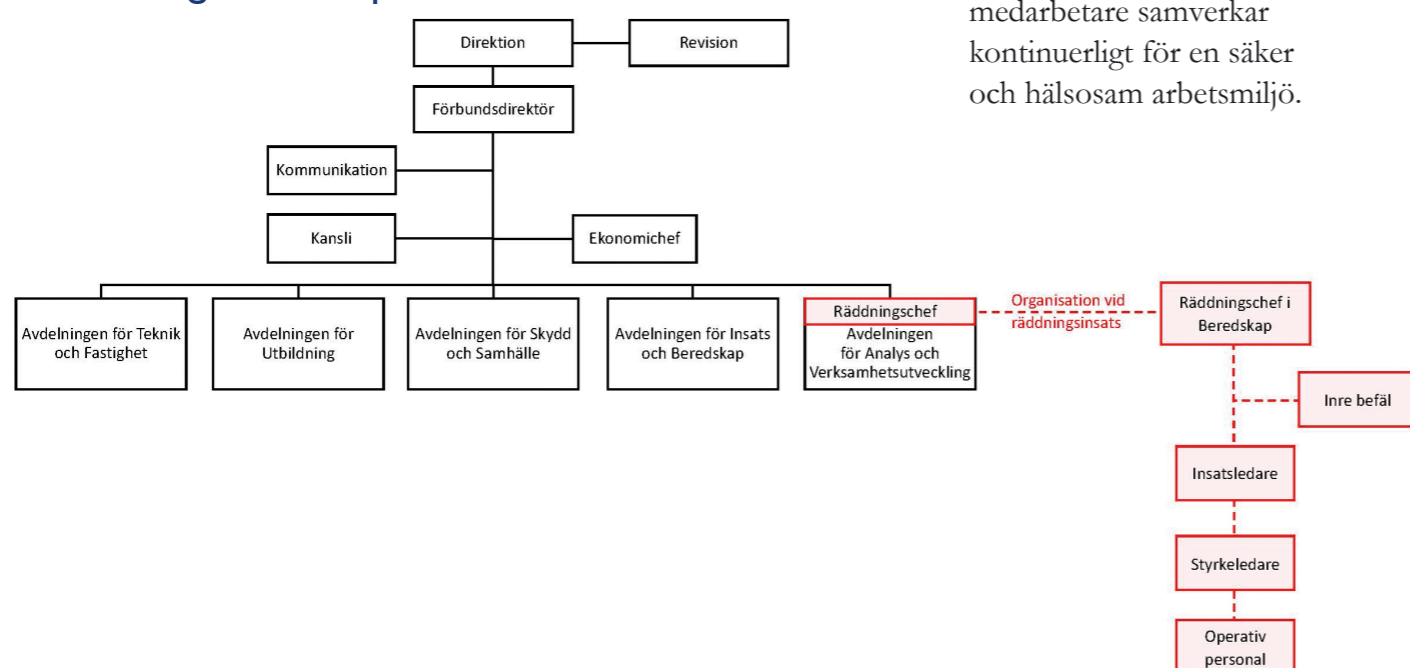 medarbetare samverkar
kontinuerligt för en säker
och hälsosam arbetsmiljö.
Direktion
Revision
Förbundsdirektör
Kommunikation
Kansli
Ekonomichef
Avdelningen för Teknik
och Fastighet
Avdelningen för
Utbildning
Avdelningen för Skydd
och Samhälle
Avdelningen för Insats
och Beredskap
Räddningschef
Avdelningen
för Analys och
Verksamhetsutveckling
Organisation vid
räddningsinsats
Räddningschef i
Beredskap
Inre befäl
Insatsledare
Styrkeledare
Operativ
personal